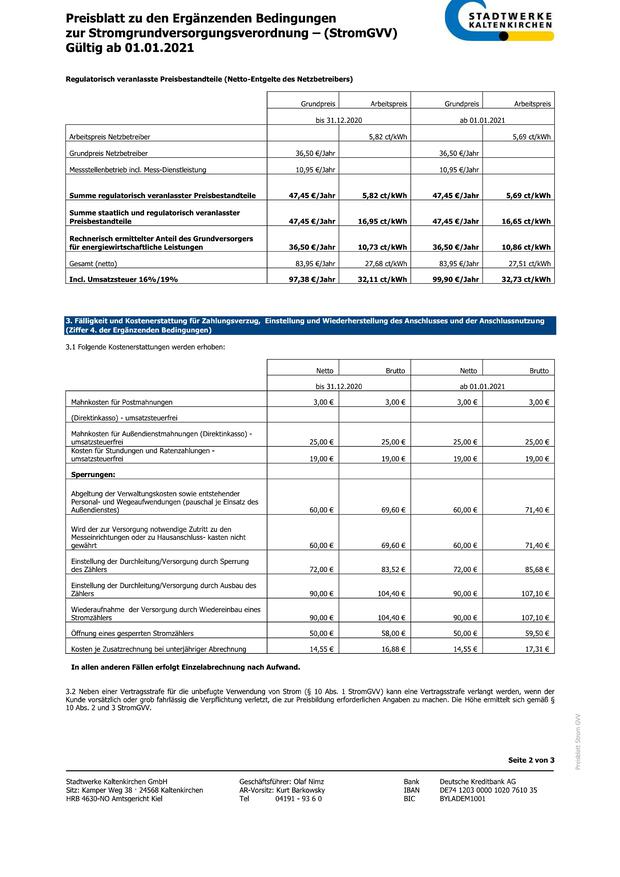 Preisblatt zu den Ergänzenden Bedingungen
zur Stromgrundversorgungsverordnung – (StromGVV)
Gültig ab 01.01.2021
STADTWERKE
KALTENKIRCHEN
Regulatorisch veranlasste Preisbestandteile (Netto-Entgelte des Netzbetreibers)
Grundpreis Arbeitspreis Grundpreis Arbeitspreis
bis 31.12.2020 ab 01.01.2021
Arbeitspreis Netzbetreiber 5,82 ct/kWh 5,69 ct/kWh
Grundpreis Netzbetreiber 36,50 €/Jahr 36,50 €/Jahr
Messstellenbetrieb incl. Mess-Dienstleistung 10,95 €/Jahr 10,95 €/Jahr
Summe regulatorisch veranlasster Preisbestandteile 47,45 €/Jahr 5,82 ct/kWh 47,45 €/Jahr 5,69 ct/kWh
Summe staatlich und regulatorisch veranlasster
Preisbestandteile 47,45 €/Jahr 16,95 ct/kWh 47,45 €/Jahr 16,65 ct/kWh
Rechnerisch ermittelter Anteil des Grundversorgers
für energiewirtschaftliche Leistungen 36,50 €/Jahr 10,73 ct/kWh 36,50 €/Jahr 10,86 ct/kWh
Gesamt (netto) 83,95 €/Jahr 27,68 ct/kWh 83,95 €/Jahr 27,51 ct/kWh
Incl. Umsatzsteuer 16%/19% 97,38 €/Jahr 32,11 ct/kWh 99,90 €/Jahr 32,73 ct/kWh
3. Fälligkeit und Kostenerstattung für Zahlungsverzug, Einstellung und Wiederherstellung des Anschlusses und der Anschlussnutzung
(Ziffer 4. der Ergänzenden Bedingungen)
3.1 Folgende Kostenerstattungen werden erhoben:
Netto Brutto Netto Brutto
bis 31.12.2020 ab 01.01.2021
Mahnkosten für Postmahnungen 3,00 € 3,00 € 3,00 € 3,00 €
(Direktinkasso) - umsatzsteuerfrei
Mahnkosten für Außendienstmahnungen (Direktinkasso) -
umsatzsteuerfrei 25,00 € 25,00 € 25,00 € 25,00 €
Kosten für Stundungen und Ratenzahlungen -
umsatzsteuerfrei 19,00 € 19,00 € 19,00 € 19,00 €
Sperrungen:
Abgeltung der Verwaltungskosten sowie entstehender
Personal- und Wegeaufwendungen (pauschal je Einsatz des
Außendienstes) 60,00 € 69,60 € 60,00 € 71,40 €
Wird der zur Versorgung notwendige Zutritt zu den
Messeinrichtungen oder zu Hausanschluss- kasten nicht
gewährt 60,00 € 69,60 € 60,00 € 71,40 €
Einstellung der Durchleitung/Versorgung durch Sperrung
des Zählers 72,00 € 83,52 € 72,00 € 85,68 €
Einstellung der Durchleitung/Versorgung durch Ausbau des
Zählers 90,00 € 104,40 € 90,00 € 107,10 €
Wiederaufnahme der Versorgung durch Wiedereinbau eines
Stromzählers 90,00 € 104,40 € 90,00 € 107,10 €
Öffnung eines gesperrten Stromzählers 50,00 € 58,00 € 50,00 € 59,50 €
Kosten je Zusatzrechnung bei unterjähriger Abrechnung 14,55 € 16,88 € 14,55 € 17,31 €
In allen anderen Fällen erfolgt Einzelabrechnung nach Aufwand.
3.2 Neben einer Vertragsstrafe für die unbefugte Verwendung von Strom (§ 10 Abs. 1 StromGVV) kann eine Vertragsstrafe verlangt werden, wenn der
Kunde vorsätzlich oder grob fahrlässig die Verpflichtung verletzt, die zur Preisbildung erforderlichen Angaben zu machen. Die Höhe ermittelt sich gemäß §
10 Abs. 2 und 3 StromGVV.
Preisblatt Strom GVV
Seite 2 von 3
Stadtwerke Kaltenkirchen GmbH Geschäftsführer: Olaf Nimz Bank Deutsche Kreditbank AG
Sitz: Kamper Weg 38 · 24568 Kaltenkirchen AR-Vorsitz: Kurt Barkowsky IBAN DE74 1203 0000 1020 7610 35
HRB 4630-NO Amtsgericht Kiel Tel 04191 - 93 6 0 BIC BYLADEM1001